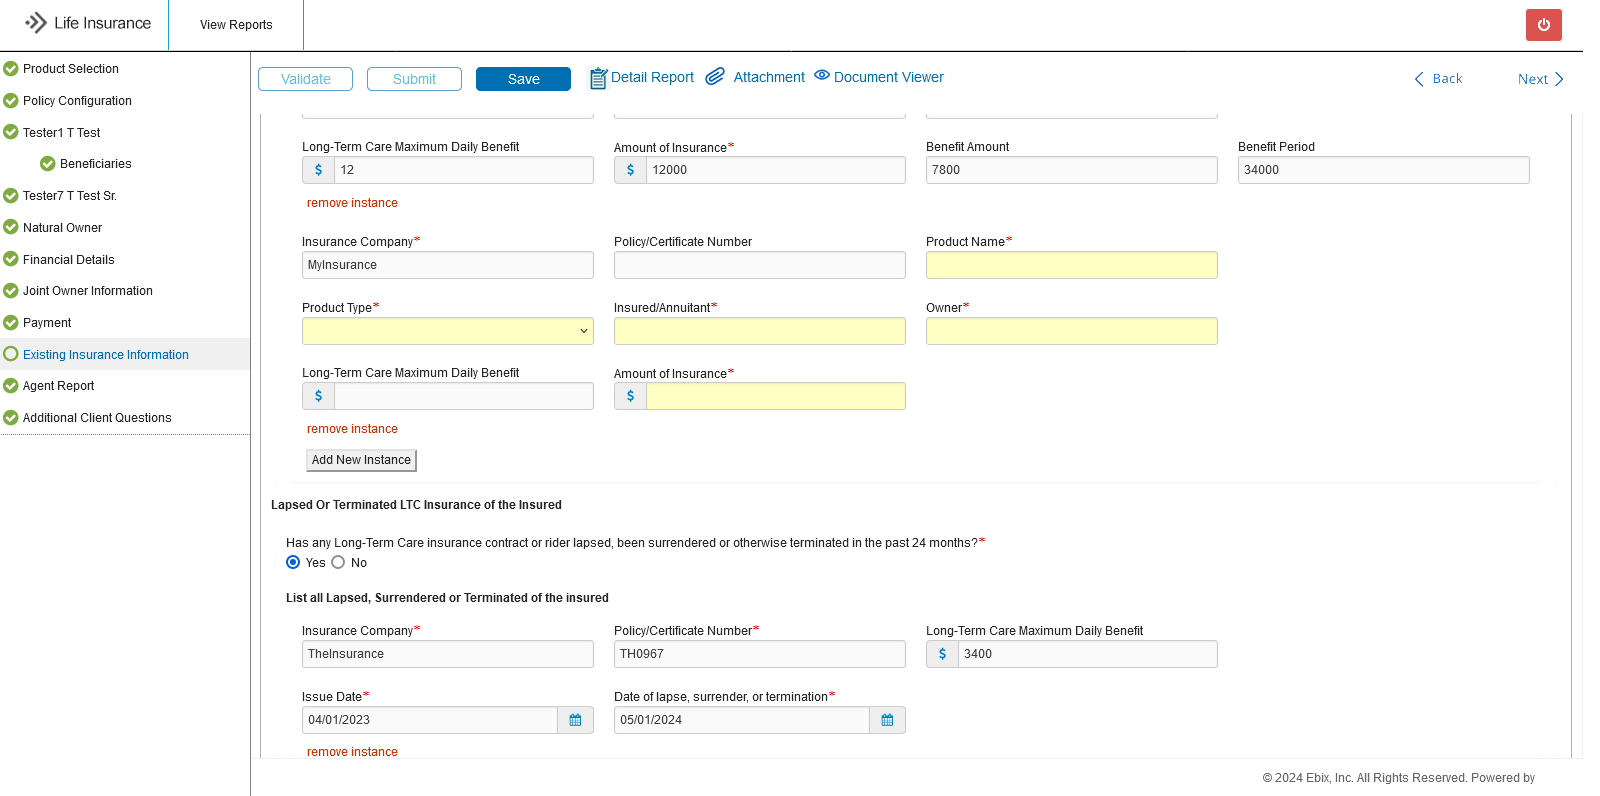 Life Insurance
View Reports
Product Selection
Policy Configuration
Tester1 T Test
Beneficiaries
Tester7 T Test Sr.
Natural Owner
Financial Details
Joint Owner Information
Payment
Existing Insurance Information
Agent Report
Additional Client Questions
Validate Submit Save Detail Report Attachment Document Viewer Back Next
Long-Term Care Maximum Daily Benefit Amount of Insurance* Benefit Amount Benefit Period
$ 12 $ 12000 7800 34000
remove instance
Insurance Company* Policy/Certificate Number Product Name*
MyInsurance
Product Type* Insured/Annuitant* Owner*
Long-Term Care Maximum Daily Benefit Amount of Insurance*
$ $
remove instance
Add New Instance
Lapsed Or Terminated LTC Insurance of the Insured
Has any Long-Term Care insurance contract or rider lapsed, been surrendered or otherwise terminated in the past 24 months?*
Yes No
List all Lapsed, Surrendered or Terminated of the insured
Insurance Company* Policy/Certificate Number* Long-Term Care Maximum Daily Benefit
TheInsurance TH0967 $ 3400
Issue Date* Date of lapse, surrender, or termination*
04/01/2023 05/01/2024
remove instance
© 2024 Ebix, Inc. All Rights Reserved. Powered by